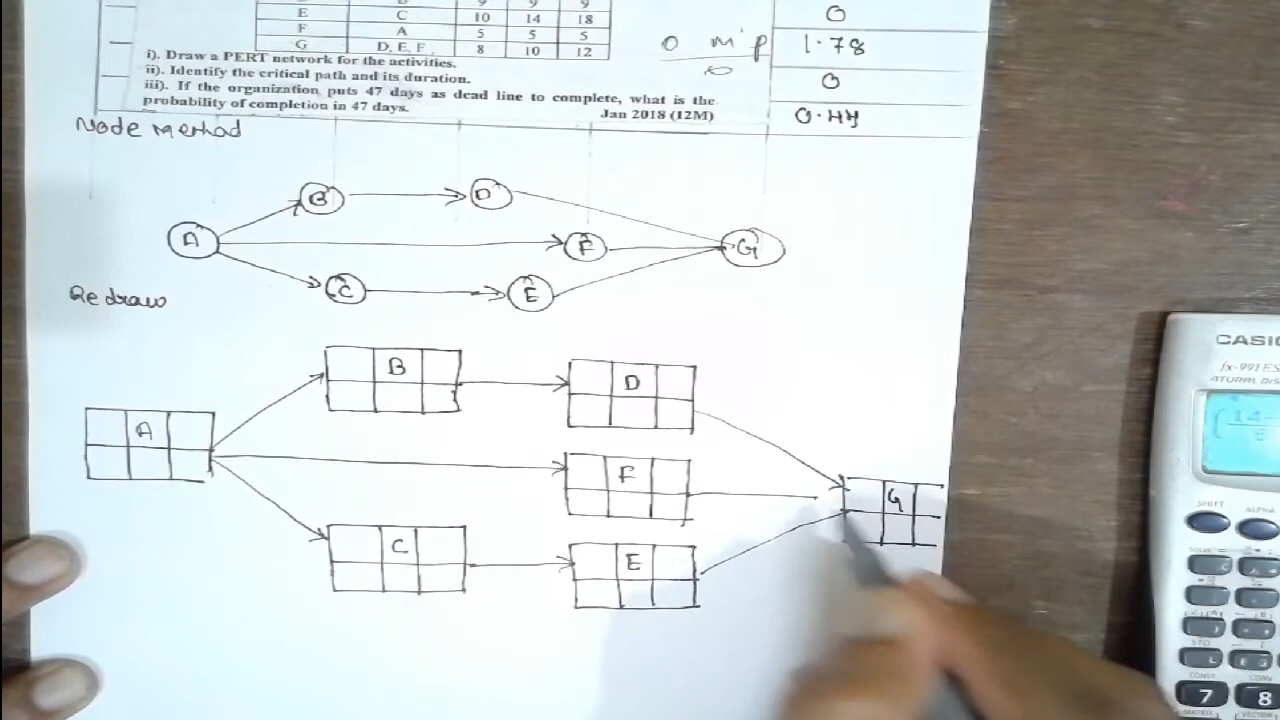 9 9 9
E C 10 14 18
F A 5 5 5
G D, E, F 8 10 12
0
o m p 1.78
0
0.44
i). Draw a PERT network for the activities.
ii). Identify the critical path and its duration.
iii). If the organization puts 47 days as dead line to complete, what is the
probability of completion in 47 days.
Jan 2018 (12M)
Node Method
B D
A F G
C E
Redraw
B
D
A
F
G
C
E
CASIO
fx-991ES
SHIFT ALPHA
7 8